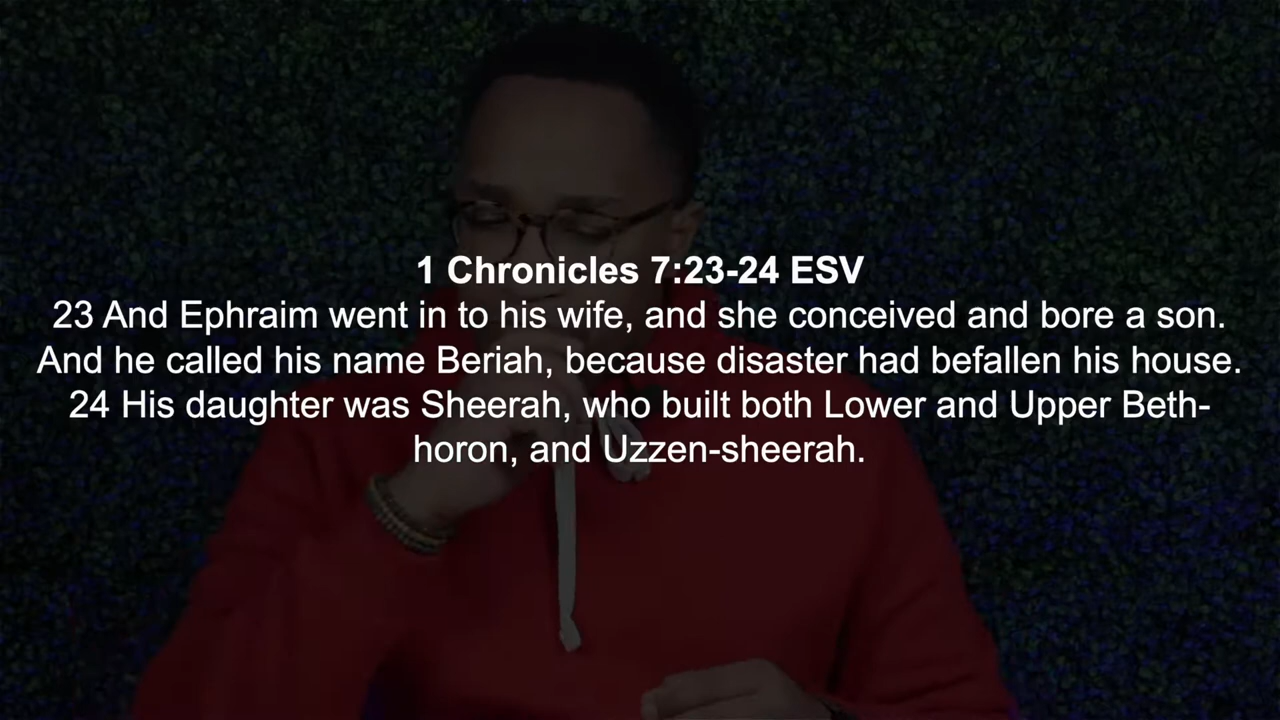 1 Chronicles 7:23-24 ESV
23 And Ephraim went in to his wife, and she conceived and bore a son.
And he called his name Beriah, because disaster had befallen his house.
24 His daughter was Sheerah, who built both Lower and Upper Beth-
horon, and Uzzen-sheerah.